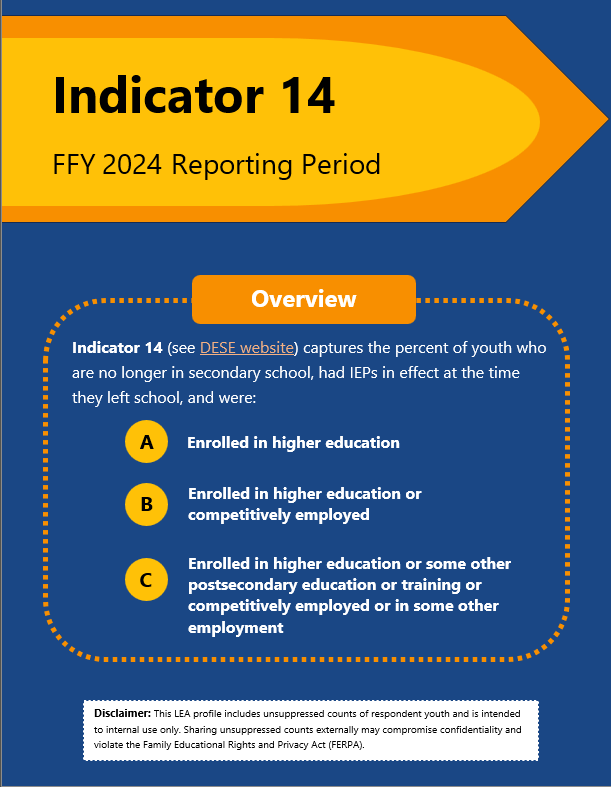 Indicator 14
FFY 2024 Reporting Period
Overview
Indicator 14 (see DESE website) captures the percent of youth who
are no longer in secondary school, had IEPs in effect at the time
they left school, and were:
A
Enrolled in higher education
B
Enrolled in higher education or
competitively employed
C
Enrolled in higher education or some other
postsecondary education or training or
competitively employed or in some other
employment
Disclaimer: This LEA profile includes unsuppressed counts of respondent youth and is intended
to internal use only. Sharing unsuppressed counts externally may compromise confidentiality and
violate the Family Educational Rights and Privacy Act (FERPA).